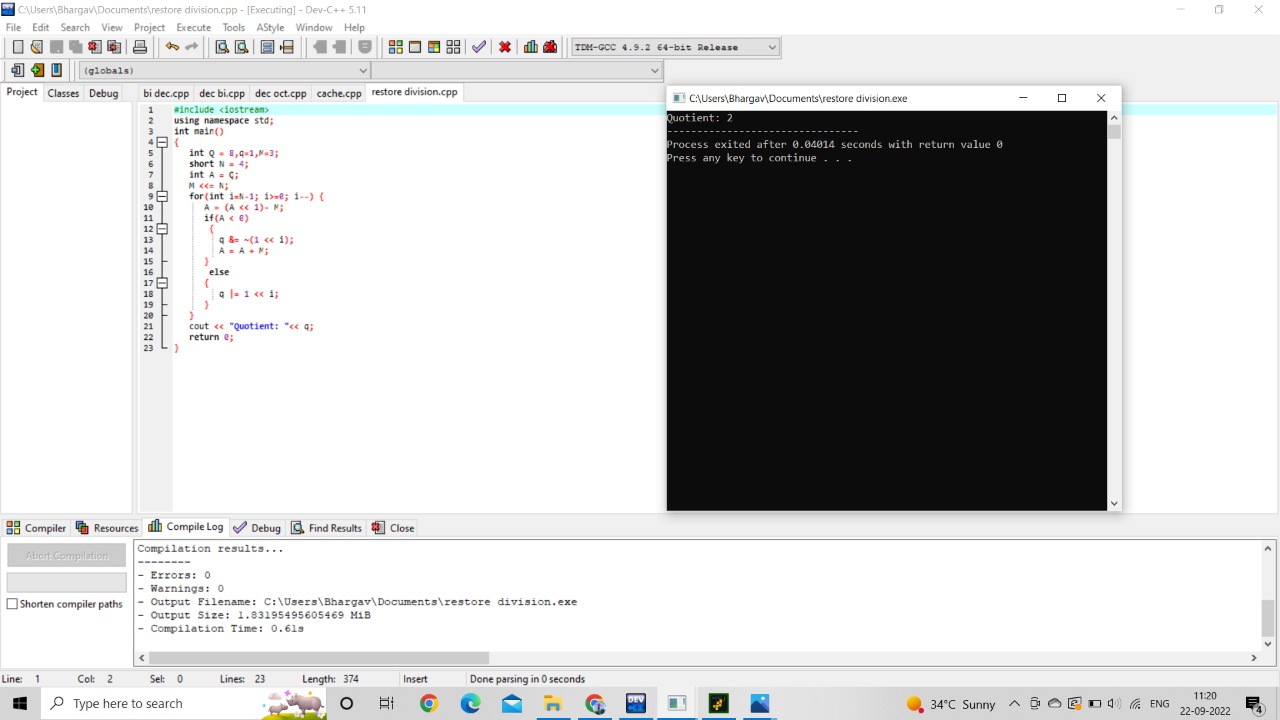 C:\Users\Bhargav\Documents\restore division.cpp - [Executing] - Dev-C++ 5.11
File Edit Search View Project Execute Tools AStyle Window Help
TDM-GCC 4.9.2 64-bit Release
(globals)
Project Classes Debug
bi dec.cpp dec bi.cpp dec oct.cpp cache.cpp restore division.cpp
1 #include <iostream>
2 using namespace std;
3 int main()
4 {
5 int Q = 8,q=1,M=3;
6 short N = 4;
7 int A = Q;
8 M <<= N;
9 for(int i=N-1; i>=0; i--) {
10 A = (A << 1)- M;
11 if(A < 0)
12 {
13 q &= ~(1 << i);
14 A = A + M;
15 }
16 else
17 {
18 q |= 1 << i;
19 }
20 }
21 cout << "Quotient: "<< q;
22 return 0;
23 }
C:\Users\Bhargav\Documents\restore division.exe
Quotient: 2
--------------------------------
Process exited after 0.04014 seconds with return value 0
Press any key to continue . . .
Compiler Resources Compile Log Debug Find Results Close
Abort Compilation
Shorten compiler paths
Compilation results...
--------
- Errors: 0
- Warnings: 0
- Output Filename: C:\Users\Bhargav\Documents\restore division.exe
- Output Size: 1.83195495605469 MiB
- Compilation Time: 0.61s
Line: 1 Col: 2 Sel: 0 Lines: 23 Length: 374 Insert Done parsing in 0 seconds
Type here to search
34°C Sunny
ENG
11:20
22-09-2022
4